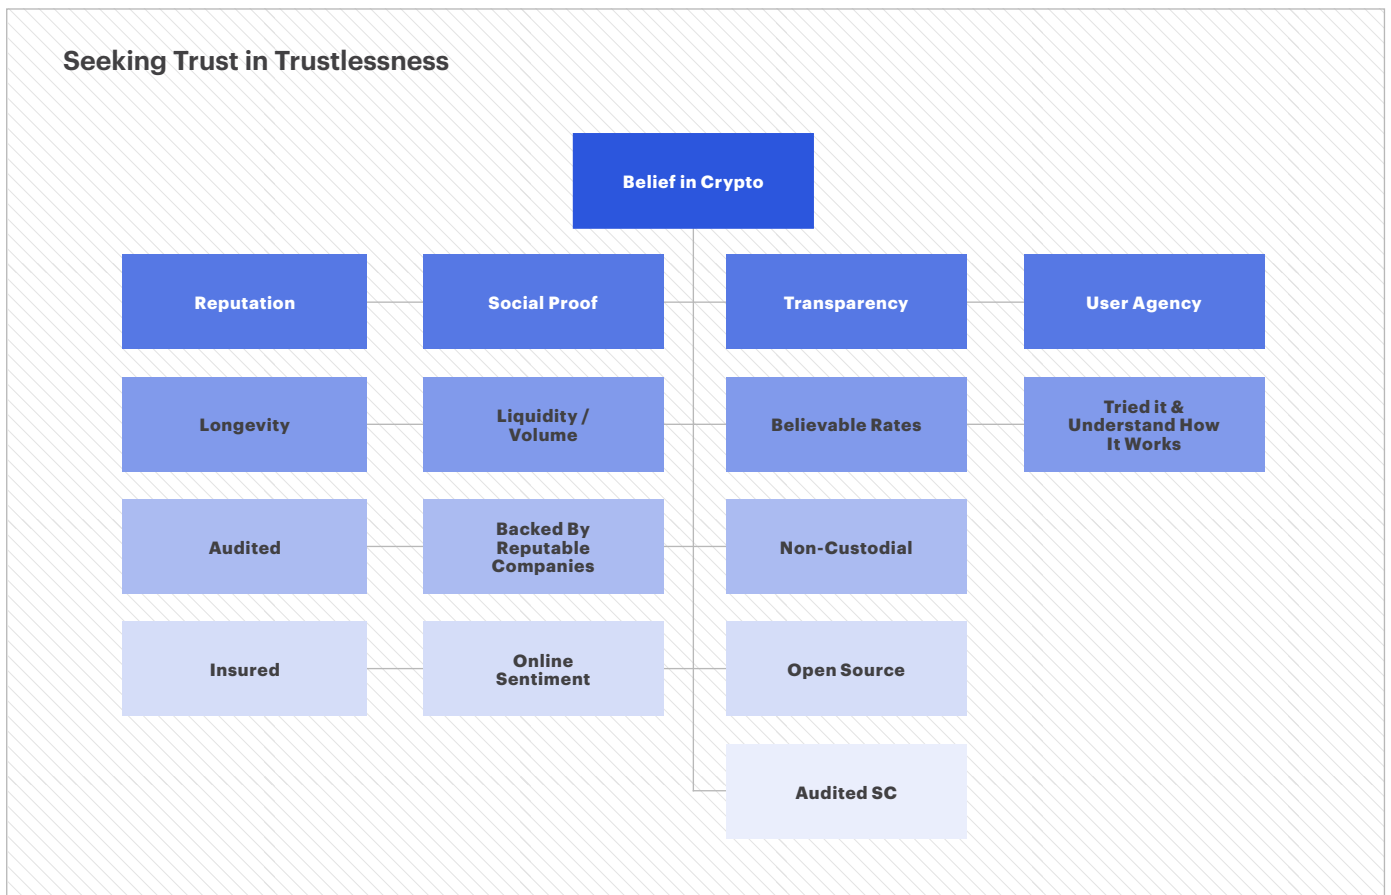 Seeking Trust in Trustlessness
Belief in Crypto
Reputation
Social Proof
Transparency
User Agency
Longevity
Liquidity /
Volume
Believable Rates
Tried it &
Understand How
It Works
Audited
Backed By
Reputable
Companies
Non-Custodial
Insured
Online
Sentiment
Open Source
Audited SC